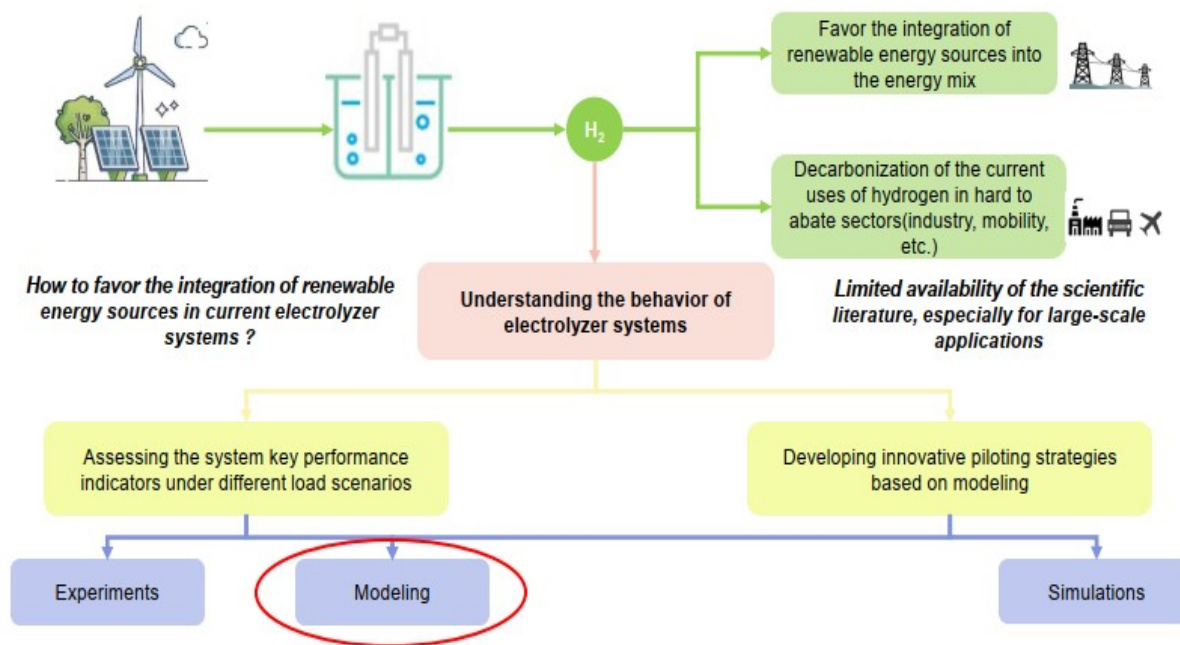 Favor the integration of
renewable energy sources into
the energy mix
H₂
Decarbonization of the current
uses of hydrogen in hard to
abate sectors(industry, mobility,
etc.)
How to favor the integration of renewable
energy sources in current electrolyzer
systems ?
Understanding the behavior of
electrolyzer systems
Limited availability of the scientific
literature, especially for large-scale
applications
Assessing the system key performance
indicators under different load scenarios
Developing innovative piloting strategies
based on modeling
Experiments
Modeling
Simulations